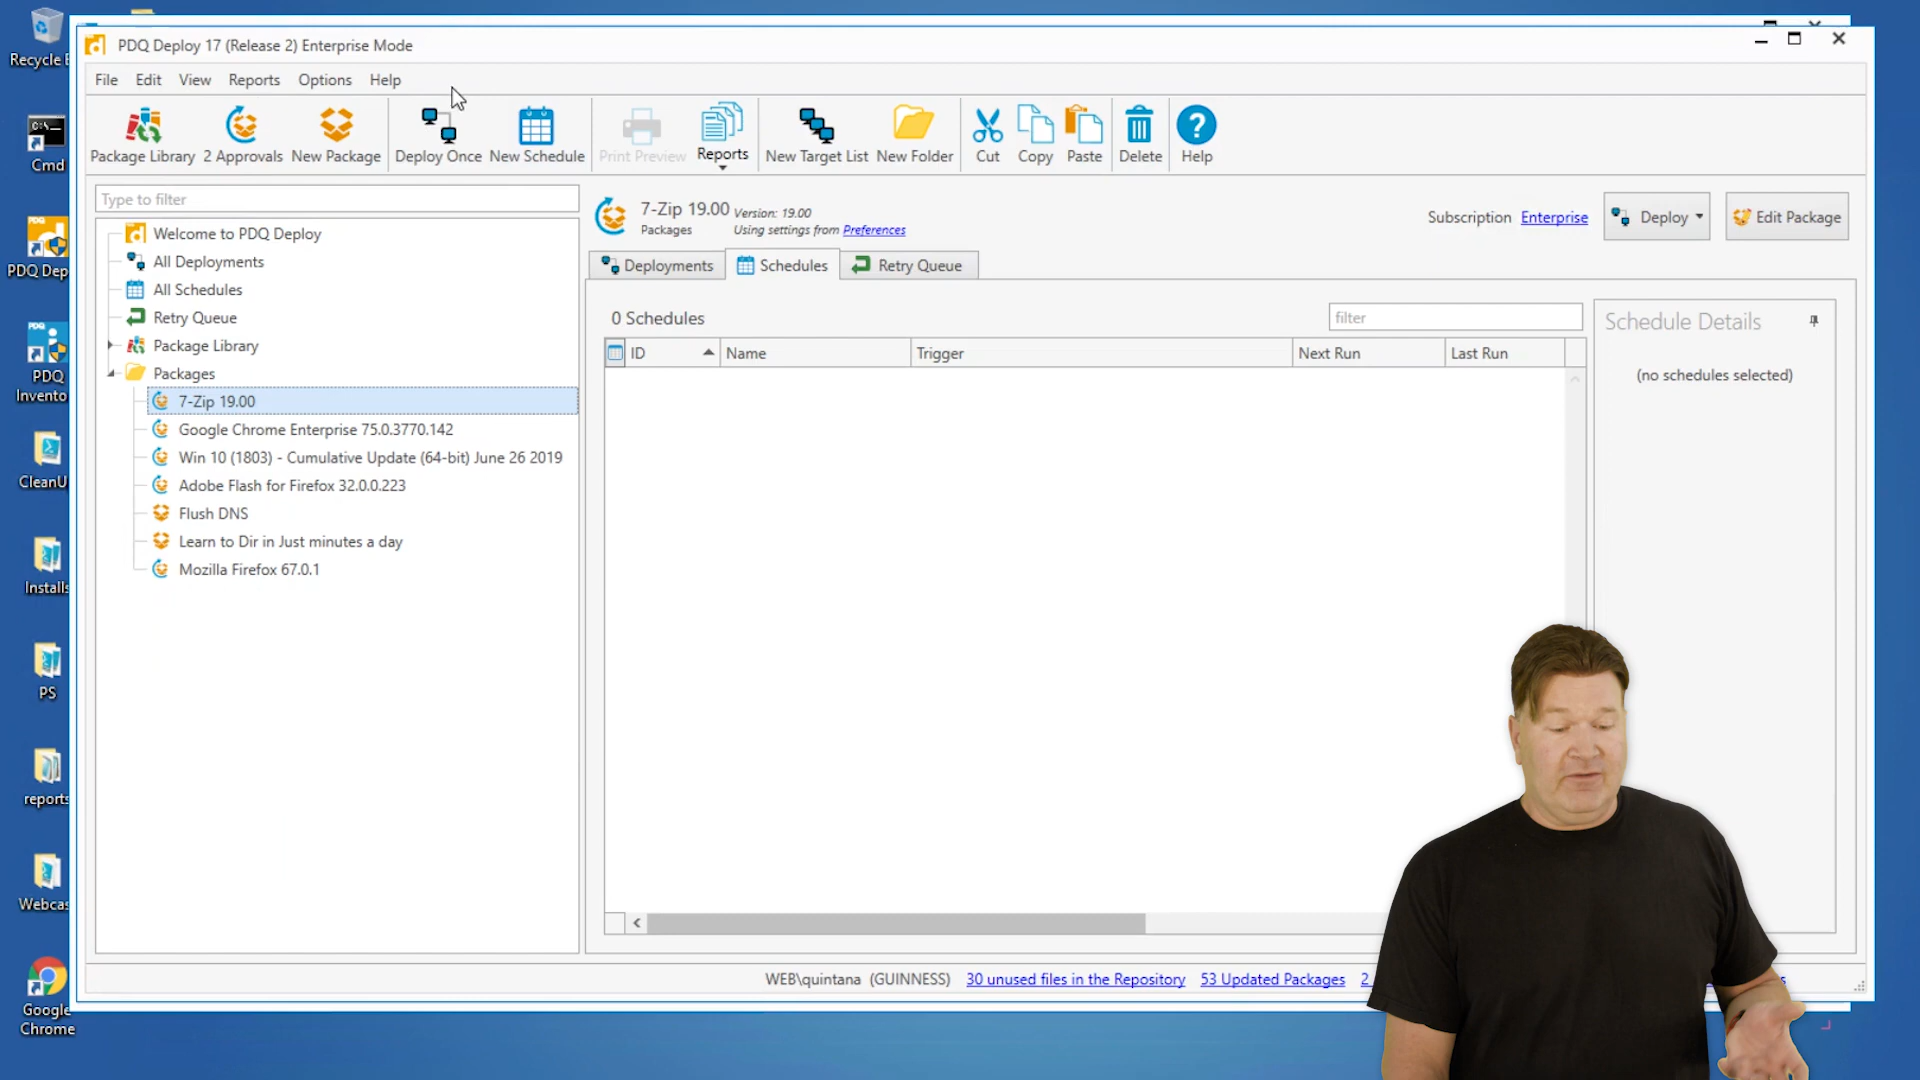 PDQ Deploy 17 (Release 2) Enterprise Mode
File Edit View Reports Options Help
Package Library 2 Approvals New Package Deploy Once New Schedule Print Preview Reports New Target List New Folder Cut Copy Paste Delete Help
Type to filter
Welcome to PDQ Deploy
All Deployments
All Schedules
Retry Queue
Package Library
Packages
7-Zip 19.00
Google Chrome Enterprise 75.0.3770.142
Win 10 (1803) - Cumulative Update (64-bit) June 26 2019
Adobe Flash for Firefox 32.0.0.223
Flush DNS
Learn to Dir in Just minutes a day
Mozilla Firefox 67.0.1
7-Zip 19.00 Version: 19.00
Packages Using settings from Preferences
Subscription Enterprise Deploy Edit Package
Deployments Schedules Retry Queue
0 Schedules filter
ID Name Trigger Next Run Last Run
Schedule Details
(no schedules selected)
WEB\quintana (GUINNESS) 30 unused files in the Repository 53 Updated Packages 2
Recycle
C:\
Cmd
PDQ
PDQ Dep
PDQ
PDQ
Invento
CleanU
Installs
PS
reports
Webcas
Google
Chrome